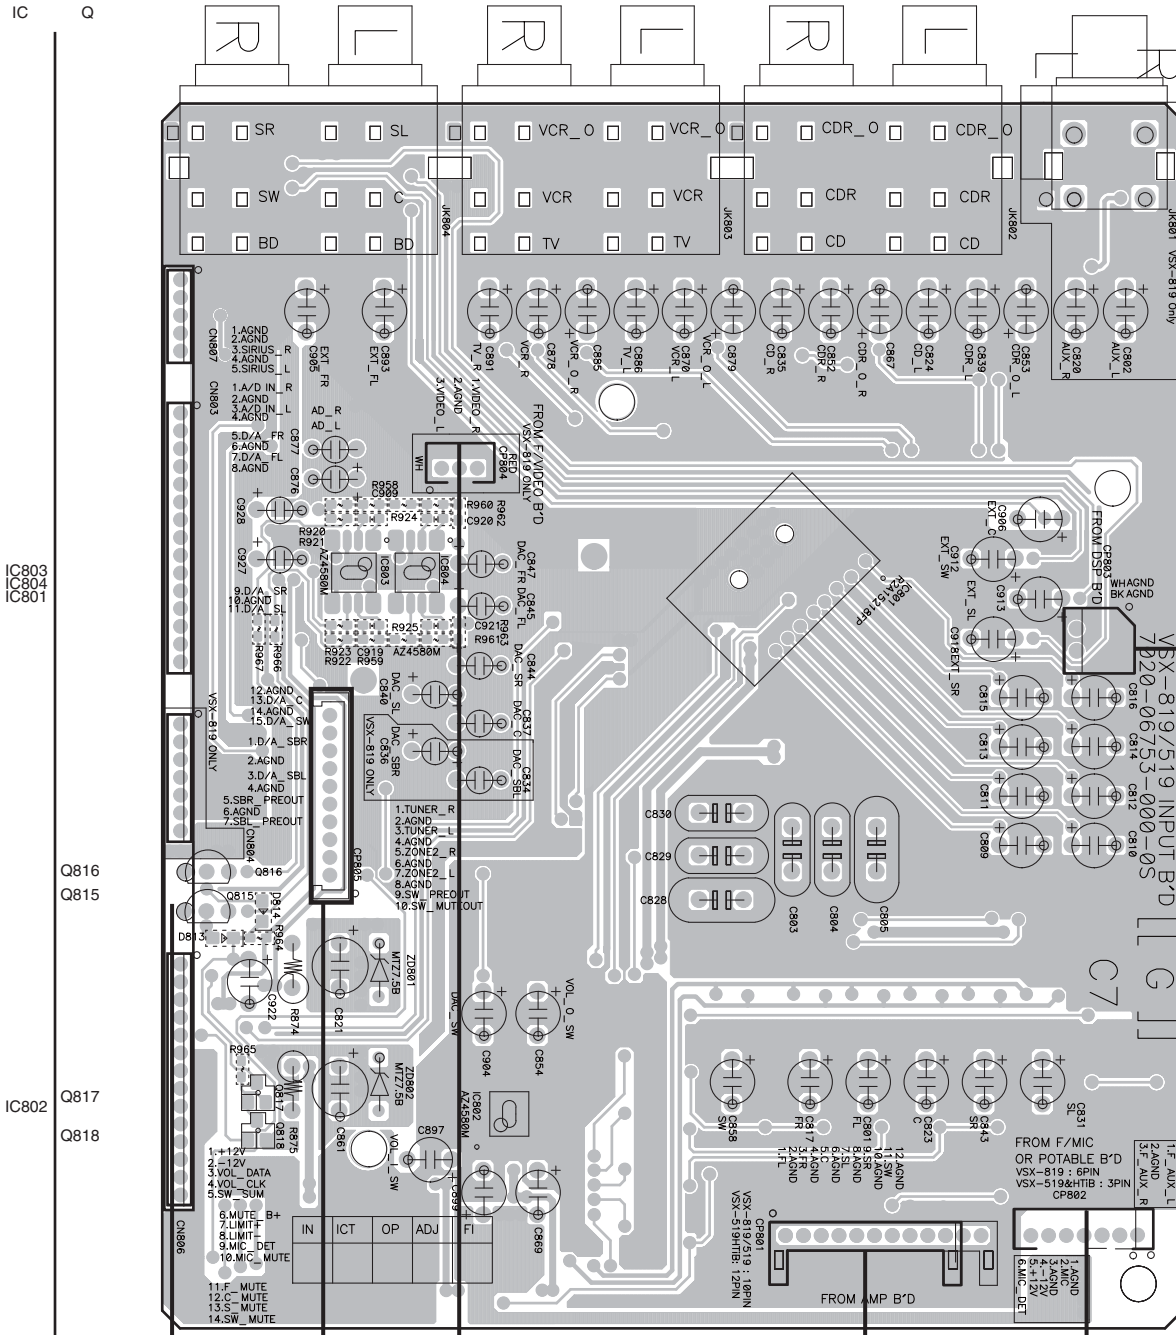 IC Q
R L R L R L
SR SL VCR_O VCR_O CDR_O CDR_O
SW C VCR VCR CDR CDR
BD BD TV TV CD CD
JK804 JK803 JK802 JK801 VSX-819 Only
CN807
1.AGND
2.AGND
3.SIRIUS_R
4.AGND
5.SIRIUS_L
CN803
1.A/D IN_R
2.AGND
3.A/D IN_L
4.AGND
5.D/A_FR
6.AGND
7.D/A_FL
8.AGND
C905 EXT_FR
C893 EXT_FL
C891 TV_R
C878 VCR_R
C885 VCR_O_R
C886 TV_L
C870 VCR_L
C879 VCR_O_L
C835 CD_R
C852 CDR_R
C867 CDR_O_R
C824 CD_L
C839 CDR_L
C853 CDR_O_L
C820 AUX_R
C802 AUX_L
AD_R
AD_L
C877
C876
1.VIDEO_R
2.AGND
3.VIDEO_L
FROM F/VIDEO B'D
VSX-819 ONLY
CP804
RED
WH
C928
C927
R958
C909
R924
R960
R962
C920
R920
R921
AZ4580M
IC803
IC804
C847
DAC_FR
C845
DAC_FL
IC803
IC804
IC801
IC801
R2A15218FP
C906
EXT_C
C912
EXT_SW
C913
EXT_SL
C918 EXT_SR
FROM DSP B'D
CP803
WH AGND
BK AGND
9.D/A_SR
10.AGND
11.D/A_SL
R967
R966
R925
C921
R961
R963
R923
R922
C919
R959
AZ4580M
C844
DAC_SR
C840
DAC_SL
C837
DAC_C
C836
DAC_SBR
C834
DAC_SBL
VSX-819 ONLY
VSX-819 ONLY
12.AGND
13.D/A_C
14.AGND
15.D/A_SW
1.D/A_SBR
2.AGND
3.D/A_SBL
4.AGND
5.SBR_PREOUT
6.AGND
7.SBL_PREOUT
CN804
CP805
1.TUNER_R
2.AGND
3.TUNER_L
4.AGND
5.ZONE2_R
6.AGND
7.ZONE2_L
8.AGND
9.SW_PREOUT
10.SW_MUTEOUT
C815 C816
C813 C814
C811 C812
C809 C810
VSX-819/519 INPUT B'D
7020-06753-000-0S
[ G ]
C7
C830
C829
C828
C803
C804
C805
Q816
Q815
Q816
Q815
D814
D813
R964
C922
R874
C821
ZD801
MTZ7.5B
DAC_SW
C904
VOL_O_SW
C854
R965
Q817
Q818
R875
C861
ZD802
MTZ7.5B
IC802
AZ4580M
IC802
Q817
Q818
C897
VOL_I_SW
C899
C869
C858
SW
C817
FR
C801
FL
C823
C
C843
SR
C831
SL
1.+12V
2.-12V
3.VOL_DATA
4.VOL_CLK
5.SW_SUM
6.MUTE_B+
7.LIMIT+
8.LIMIT-
9.MIC_DET
10.MIC_MUTE
11.F_MUTE
12.C_MUTE
13.S_MUTE
14.SW_MUTE
CN806
IN ICT OP ADJ FI
1.FL
2.AGND
3.FR
4.AGND
5.C
6.AGND
7.SL
8.AGND
9.SR
10.AGND
11.SW
12.AGND
CP801
VSX-819/519 : 10PIN
VSX-519HTIB: 12PIN
FROM AMP B'D
FROM F/MIC
OR POTABLE B'D
VSX-819 : 6PIN
VSX-519&HTIB : 3PIN
CP802
1.F_AUX_L
2.AGND
3.F_AUX_R
1.AGND
2.MIC
3.AGND
4.-12V
5.+12V
6.MIC_DET